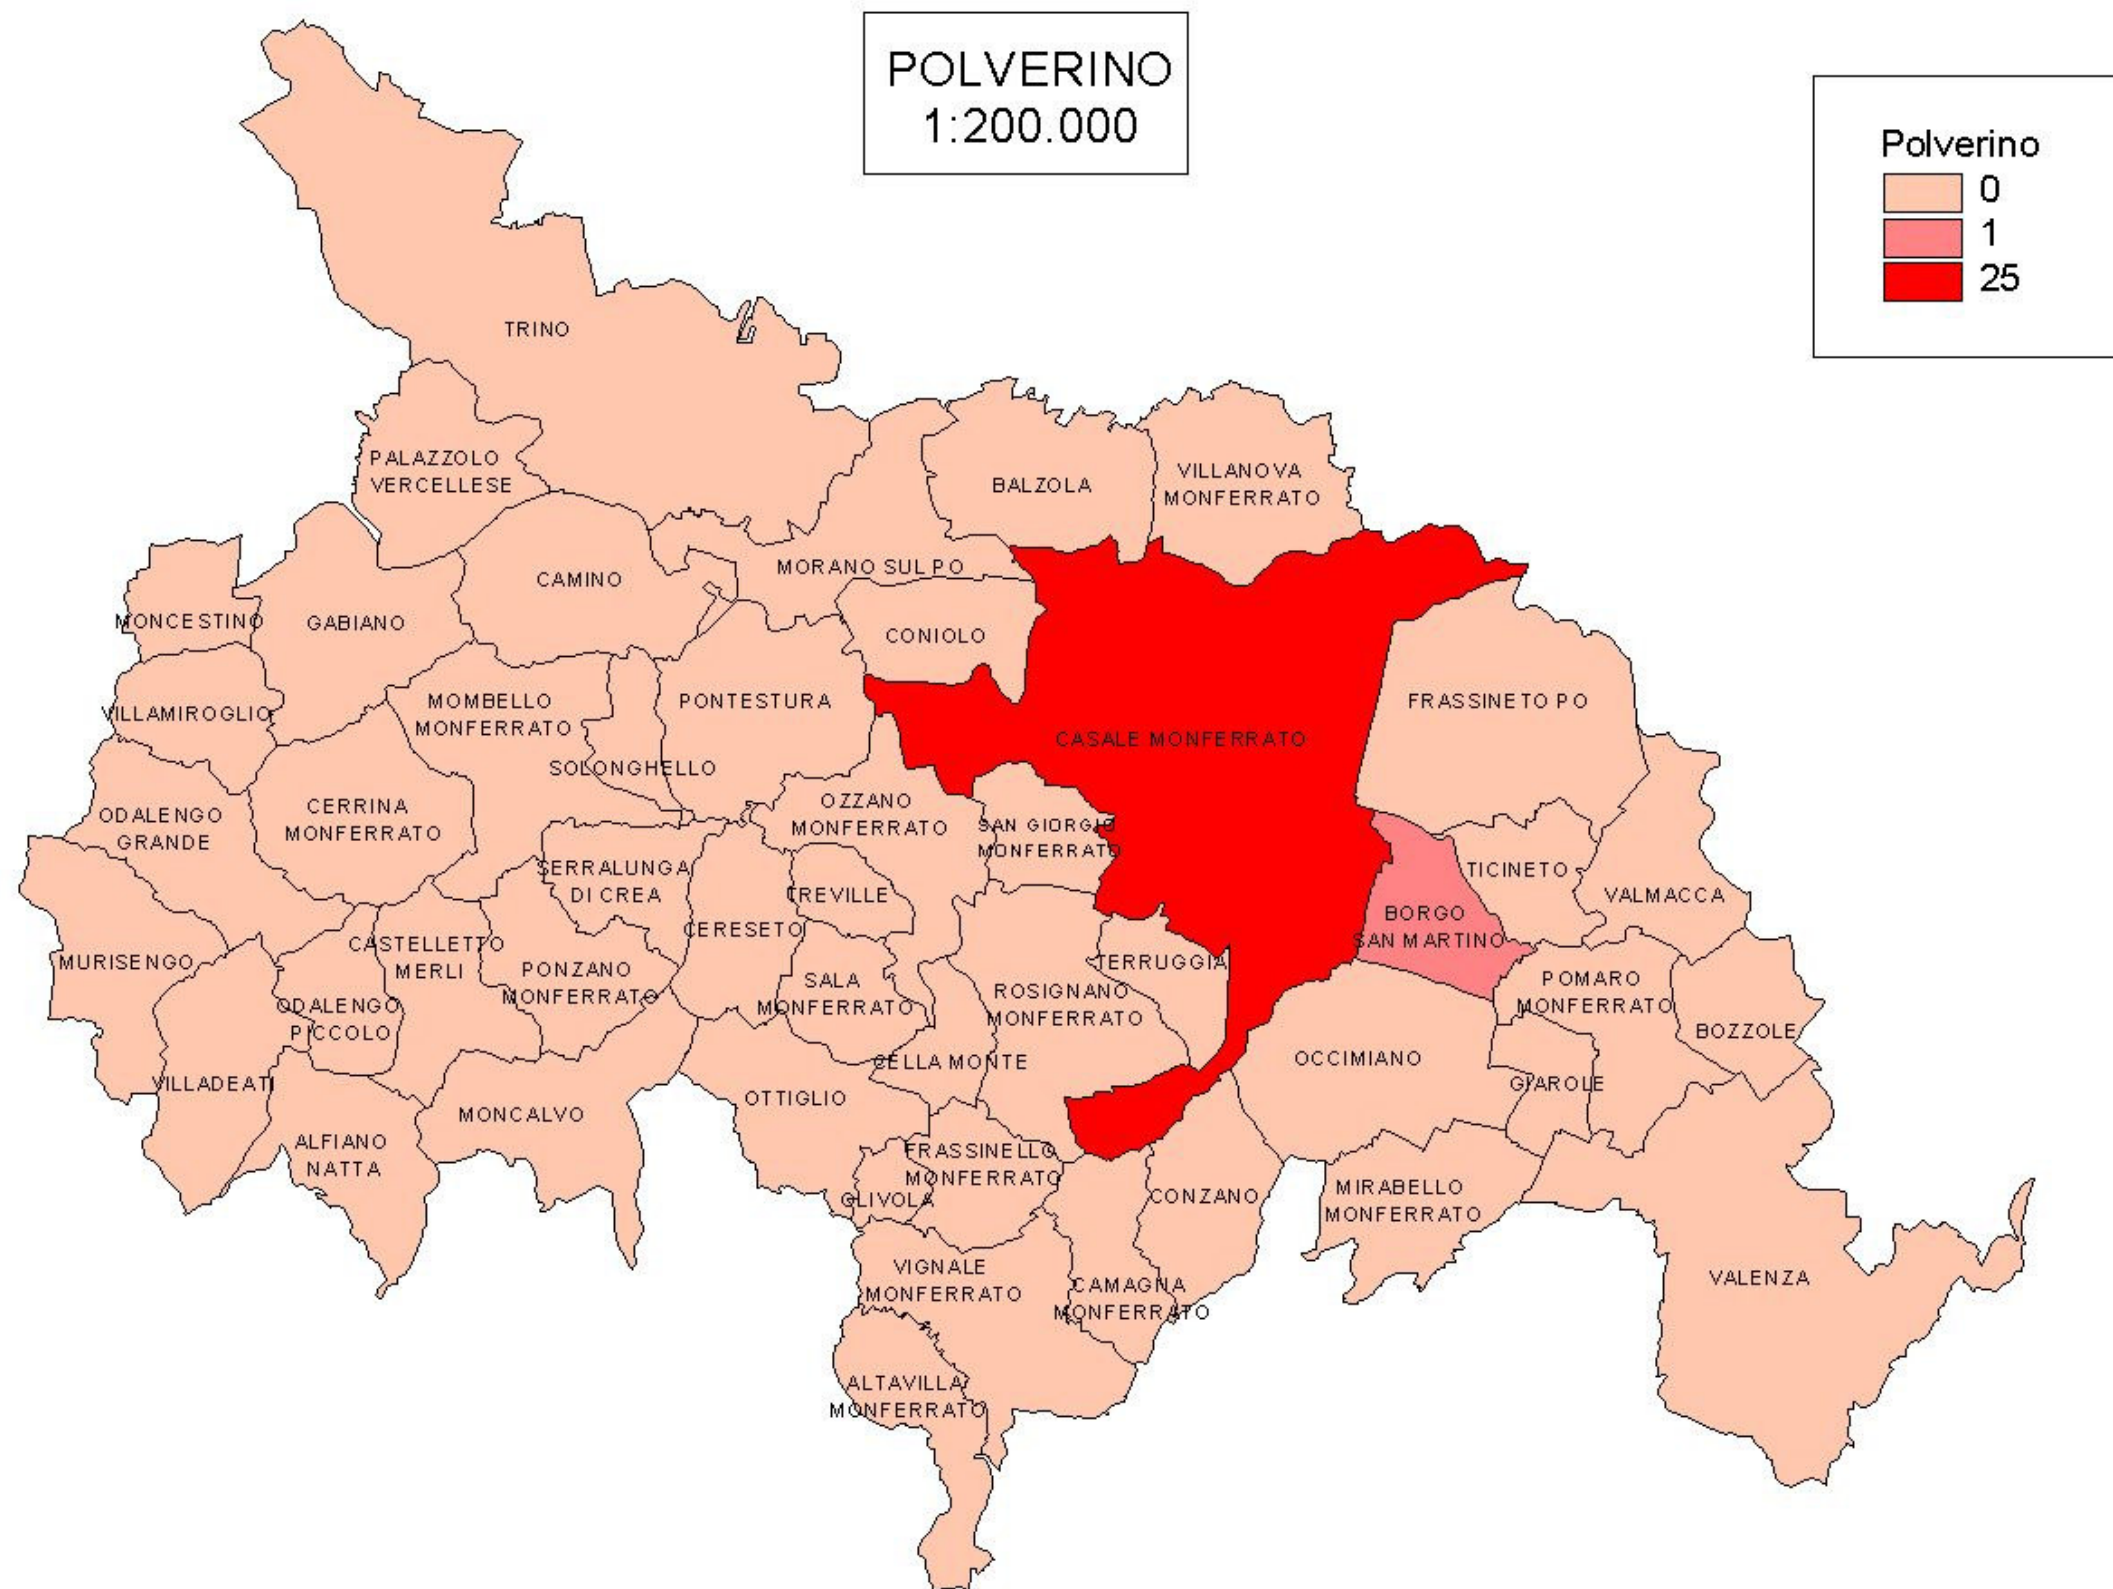 POLVERINO
1:200.000
Polverino
0
1
25
TRINO
PALAZZOLO
VERCELLESE
BALZOLA
VILLANOVA
MONFERRATO
MORANO SUL PO
CAMINO
MONCESTINO
GABIANO
CONIOLO
VILLAMIROGLIO
MOMBELLO
MONFERRATO
PONTESTURA
FRASSINETO PO
CASALE MONFERRATO
SOLONGHELLO
ODALENGO
GRANDE
CERRINA
MONFERRATO
OZZANO
MONFERRATO
SAN GIORGIO
MONFERRATO
SERRALUNGA
DI CREA
TREVILLE
TICINETO
VALMACCA
BORGO
SAN MARTINO
CERESETO
CASTELLETTO
MERLI
MURISENGO
PONZANO
MONFERRATO
SALA
MONFERRATO
TERRUGGIA
ROSIGNANO
MONFERRATO
POMARO
MONFERRATO
ODALENGO
PICCOLO
BOZZOLE
CELLA MONTE
OCCIMIANO
VILLADEATI
GIAROLE
OTTIGLIO
MONCALVO
ALFIANO
NATTA
FRASSINELLO
MONFERRATO
OLIVOLA
CONZANO
MIRABELLO
MONFERRATO
VIGNALE
MONFERRATO
CAMAGNA
MONFERRATO
VALENZA
ALTAVILLA
MONFERRATO